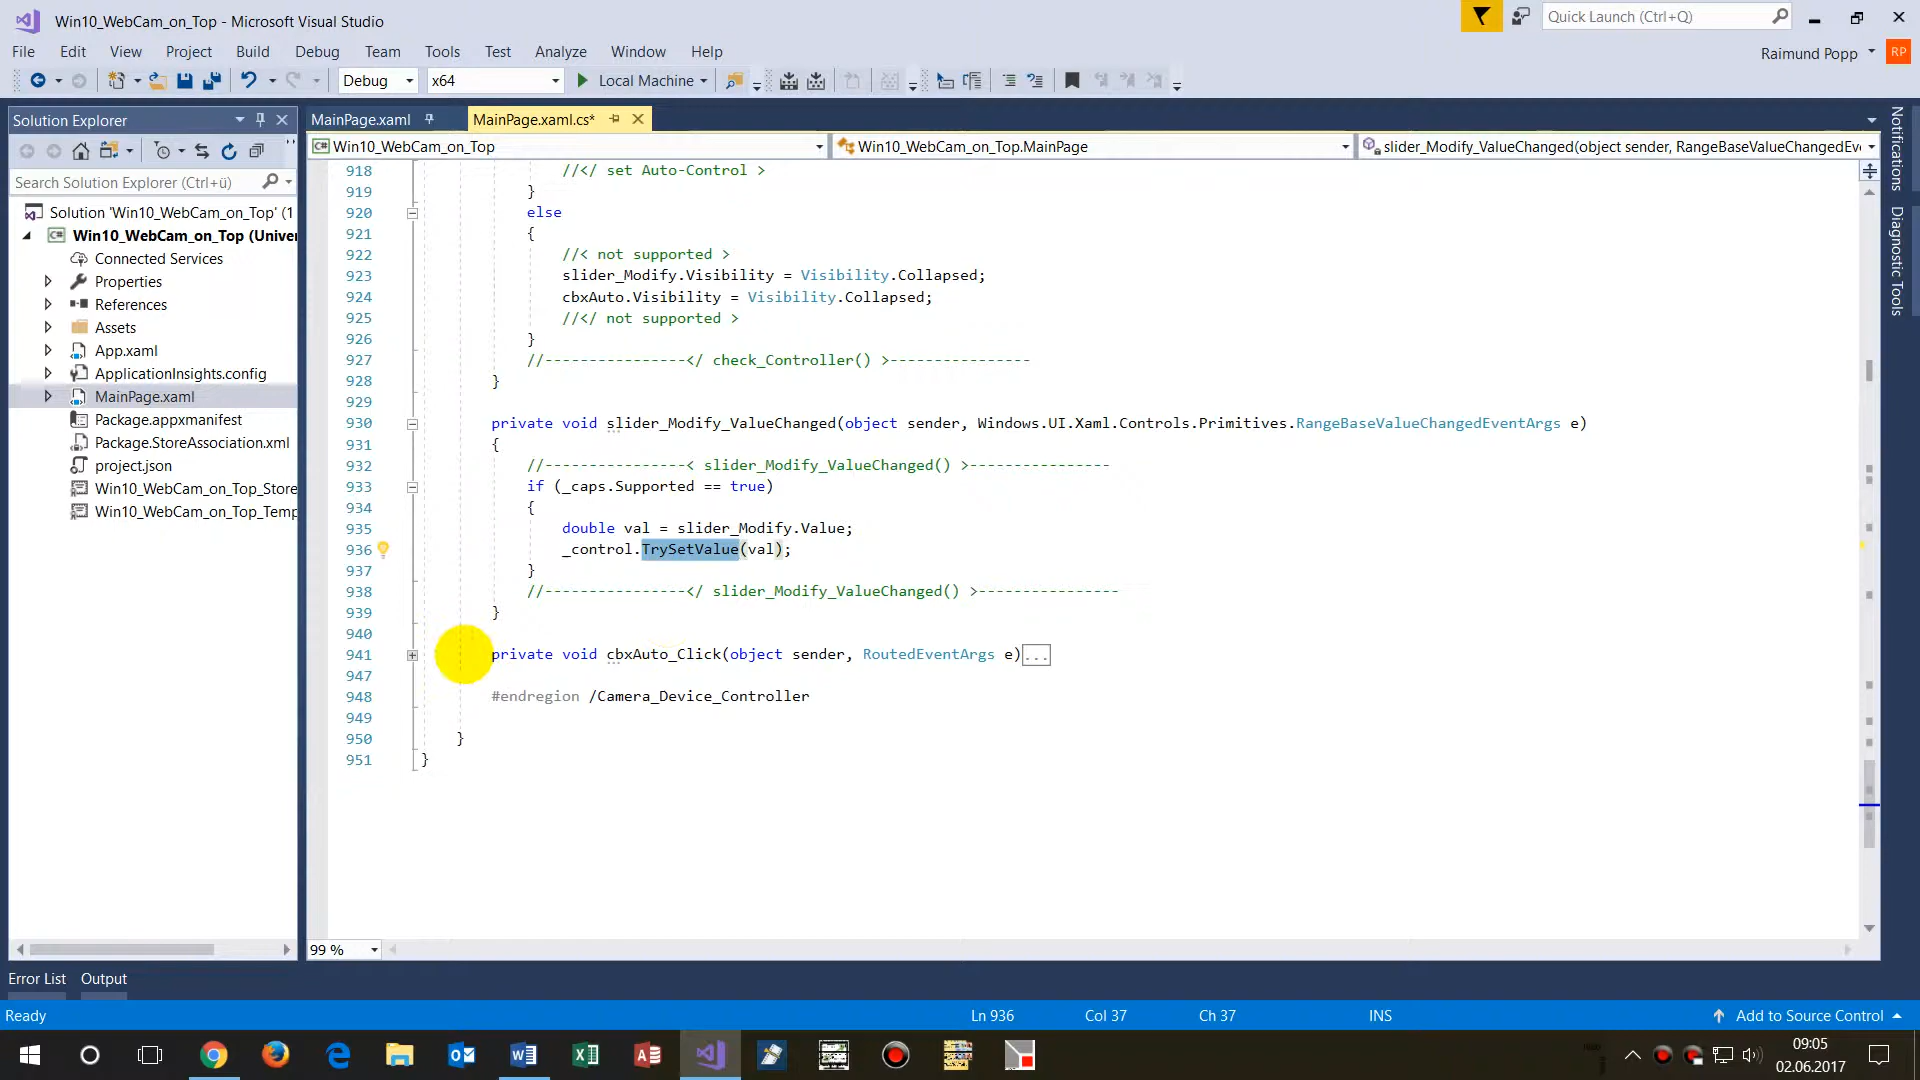 Win10_WebCam_on_Top - Microsoft Visual Studio
Quick Launch (Ctrl+Q)
File Edit View Project Build Debug Team Tools Test Analyze Window Help
Raimund Popp RP
Debug x64 Local Machine
Solution Explorer
MainPage.xaml MainPage.xaml.cs*
Win10_WebCam_on_Top Win10_WebCam_on_Top.MainPage slider_Modify_ValueChanged(object sender, RangeBaseValueChangedEv
Search Solution Explorer (Ctrl+ü)
Solution 'Win10_WebCam_on_Top' (1
Win10_WebCam_on_Top (Univer
Connected Services
Properties
References
Assets
App.xaml
ApplicationInsights.config
MainPage.xaml
Package.appxmanifest
Package.StoreAssociation.xml
project.json
Win10_WebCam_on_Top_Store
Win10_WebCam_on_Top_Temp
918 //</ set Auto-Control >
919 }
920 else
921 {
922 //< not supported >
923 slider_Modify.Visibility = Visibility.Collapsed;
924 cbxAuto.Visibility = Visibility.Collapsed;
925 //</ not supported >
926 }
927 //----------------</ check_Controller() >----------------
928 }
929
930 private void slider_Modify_ValueChanged(object sender, Windows.UI.Xaml.Controls.Primitives.RangeBaseValueChangedEventArgs e)
931 {
932 //----------------< slider_Modify_ValueChanged() >----------------
933 if (_caps.Supported == true)
934 {
935 double val = slider_Modify.Value;
936 _control.TrySetValue(val);
937 }
938 //----------------</ slider_Modify_ValueChanged() >----------------
939 }
940
941 private void cbxAuto_Click(object sender, RoutedEventArgs e)...
947
948 #endregion /Camera_Device_Controller
949
950 }
951 }
Notifications
Diagnostic Tools
99 %
Error List Output
Ready Ln 936 Col 37 Ch 37 INS Add to Source Control
09:05
02.06.2017